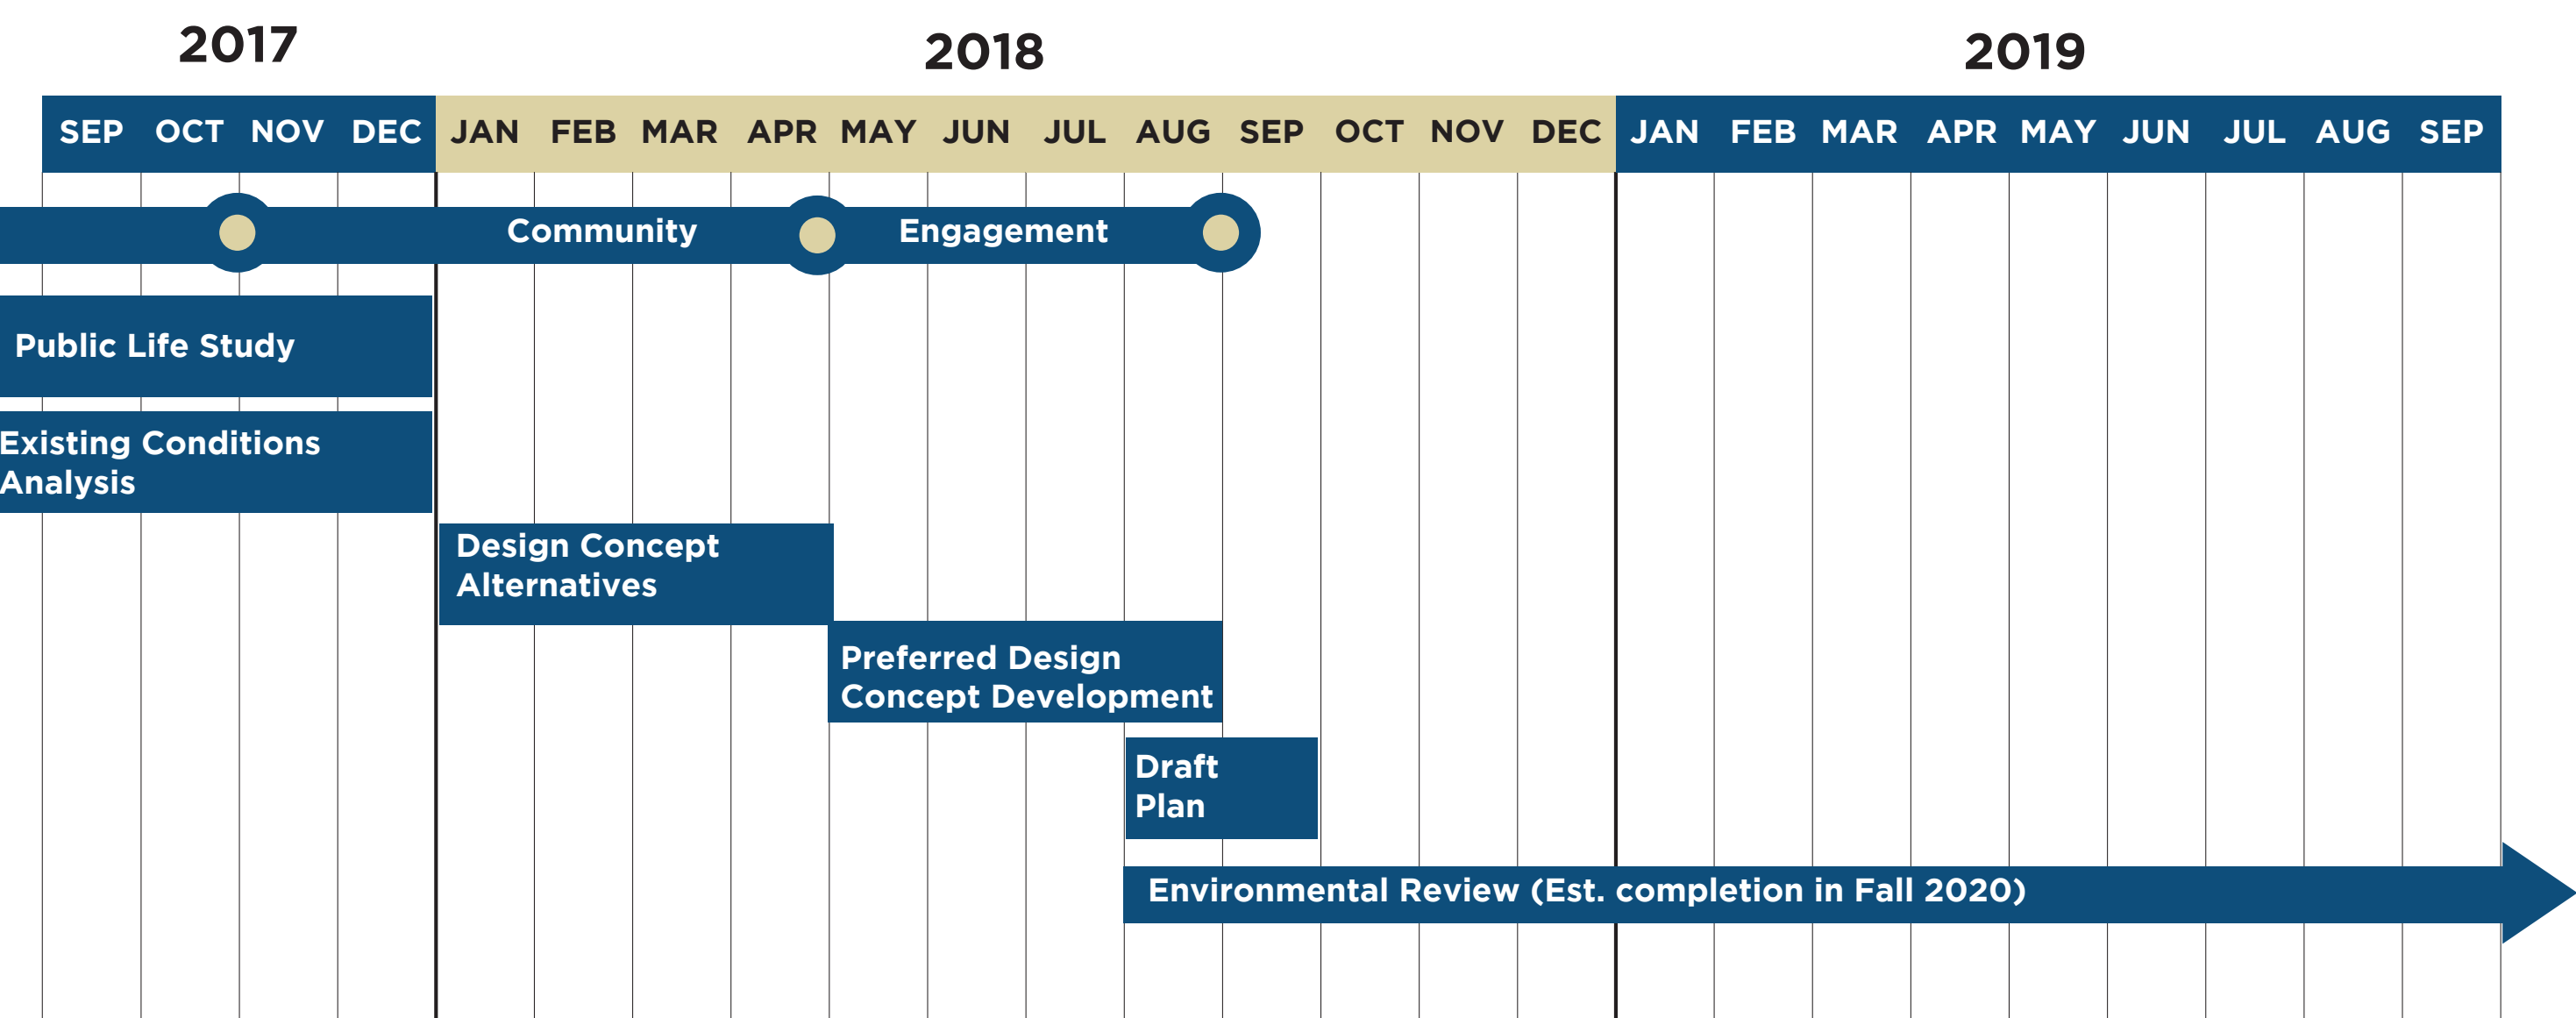 2017 2018 2019
SEP OCT NOV DEC JAN FEB MAR APR MAY JUN JUL AUG SEP OCT NOV DEC JAN FEB MAR APR MAY JUN JUL AUG SEP
Community Engagement
Public Life Study
Existing Conditions
Analysis
Design Concept
Alternatives
Preferred Design
Concept Development
Draft
Plan
Environmental Review (Est. completion in Fall 2020)